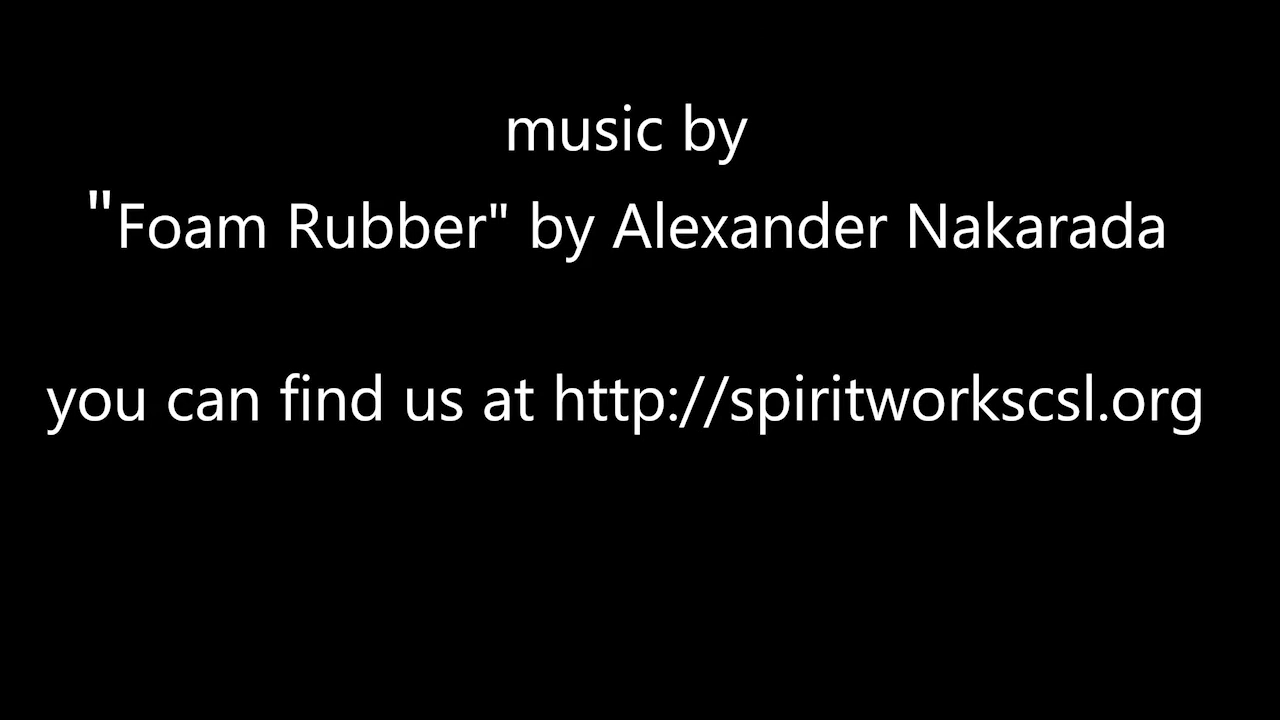 music by
"Foam Rubber" by Alexander Nakarada
you can find us at http://spiritworkscsl.org